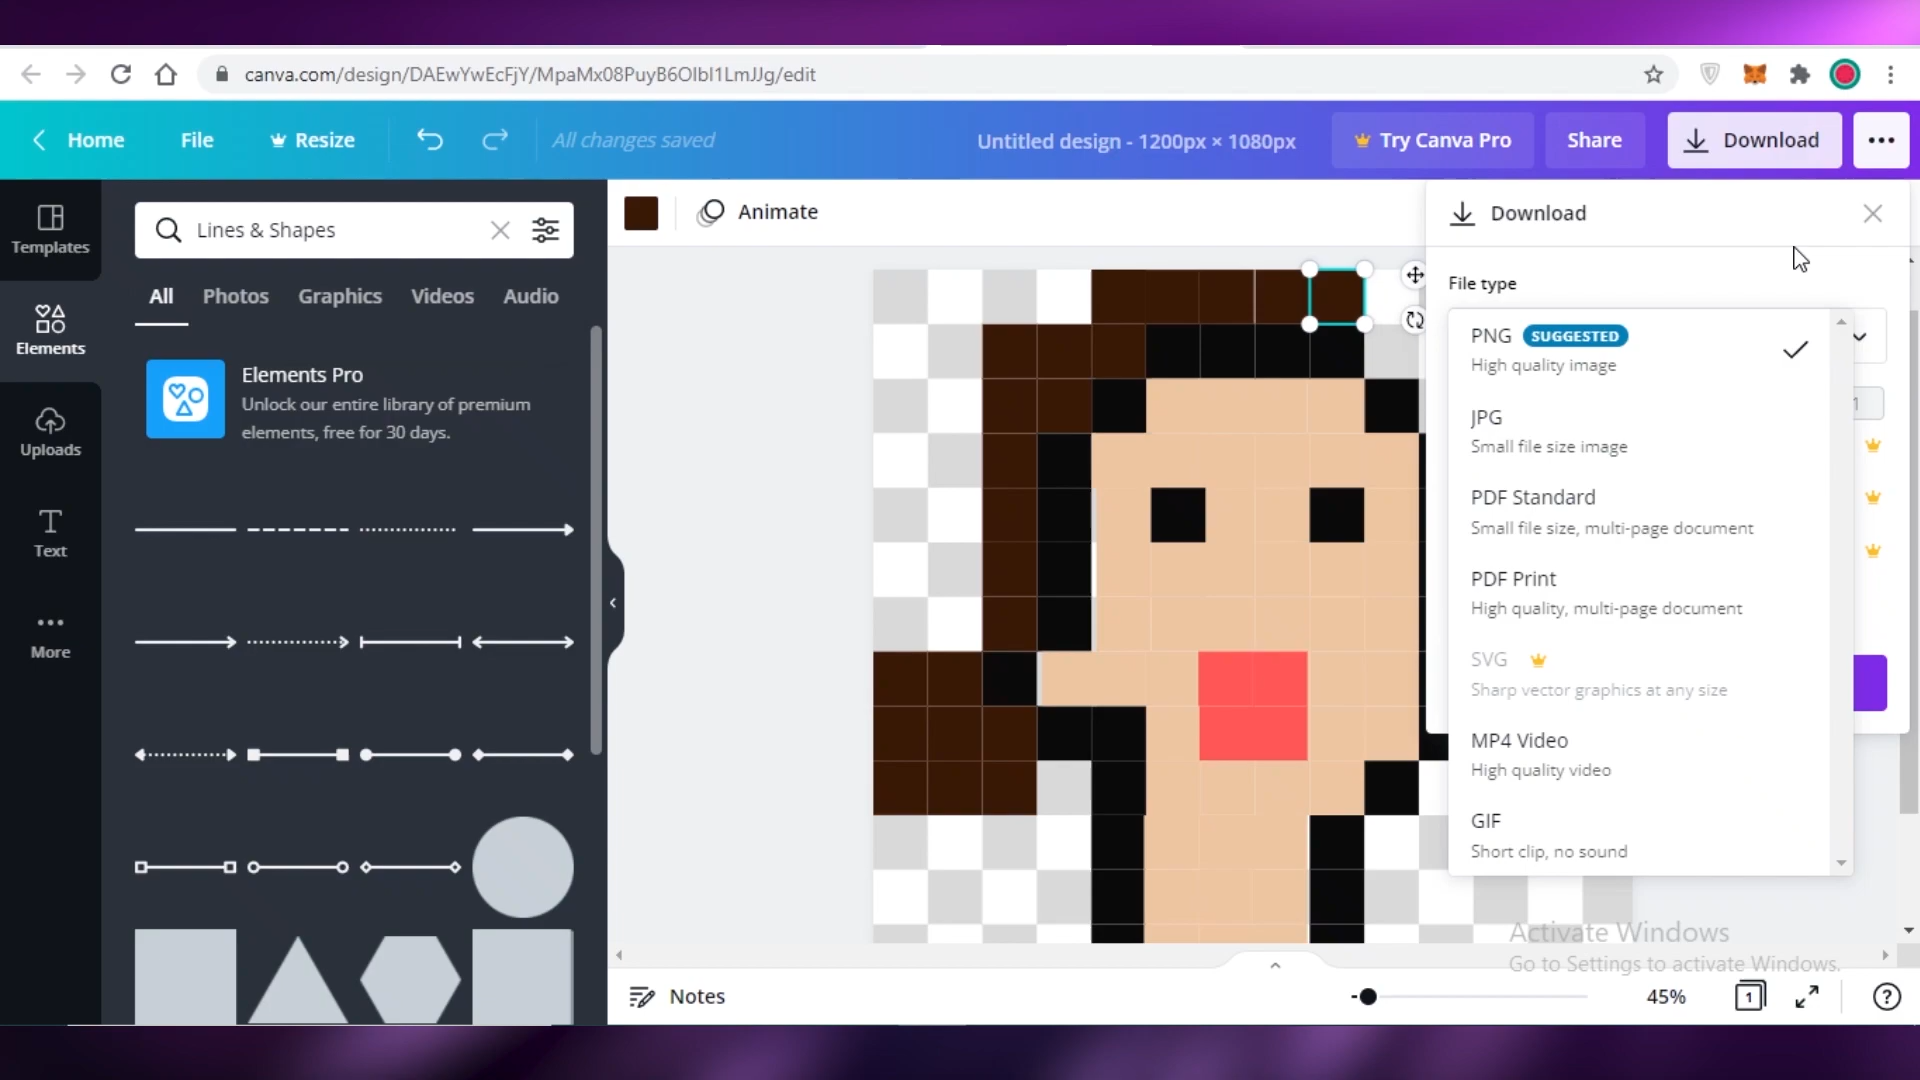 canva.com/design/DAEwYwEcFjY/MpaMx08PuyB6OlbI1LmJJg/edit
Home
File
Resize
All changes saved
Untitled design - 1200px × 1080px
Try Canva Pro
Share
Download
Templates
Elements
Uploads
Text
More
Lines & Shapes
All
Photos
Graphics
Videos
Audio
Elements Pro
Unlock our entire library of premium
elements, free for 30 days.
Animate
Download
File type
PNG SUGGESTED
High quality image
JPG
Small file size image
PDF Standard
Small file size, multi-page document
PDF Print
High quality, multi-page document
SVG
Sharp vector graphics at any size
MP4 Video
High quality video
GIF
Short clip, no sound
1
Activate Windows
Go to Settings to activate Windows.
Notes
45%
1